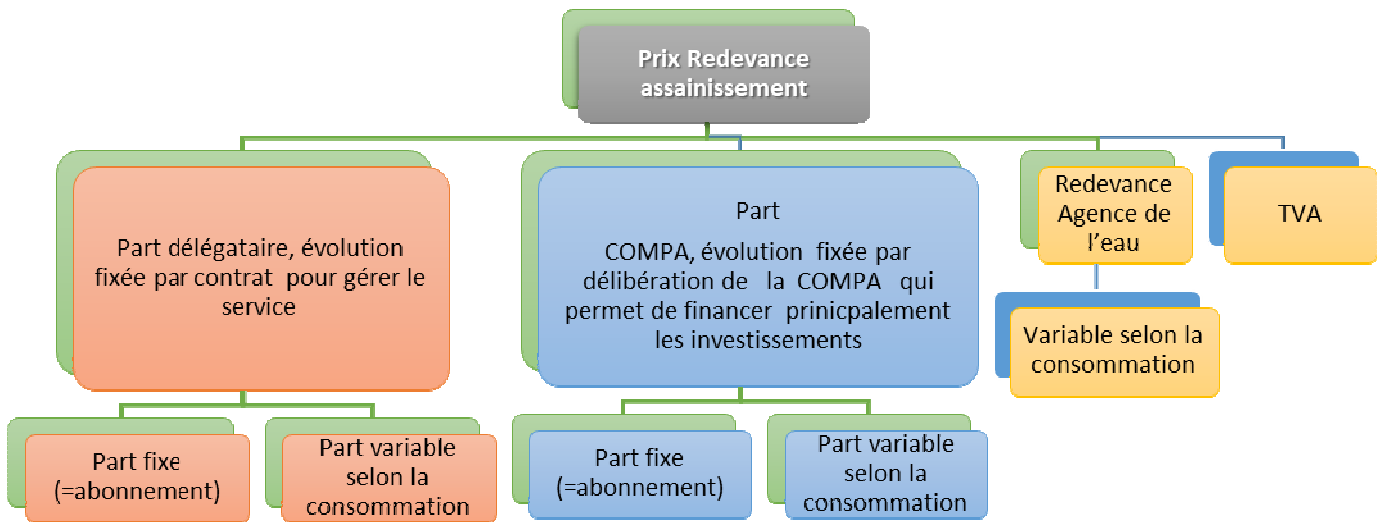 Prix Redevance
assainissement
Part délégataire, évolution
fixée par contrat pour gérer le
service
Part
COMPA, évolution fixée par
délibération de la COMPA qui
permet de financer prinicpalement
les investissements
Redevance
Agence de
l’eau
TVA
Variable selon la
consommation
Part fixe
(=abonnement)
Part variable
selon la
consommation
Part fixe
(=abonnement)
Part variable
selon la
consommation